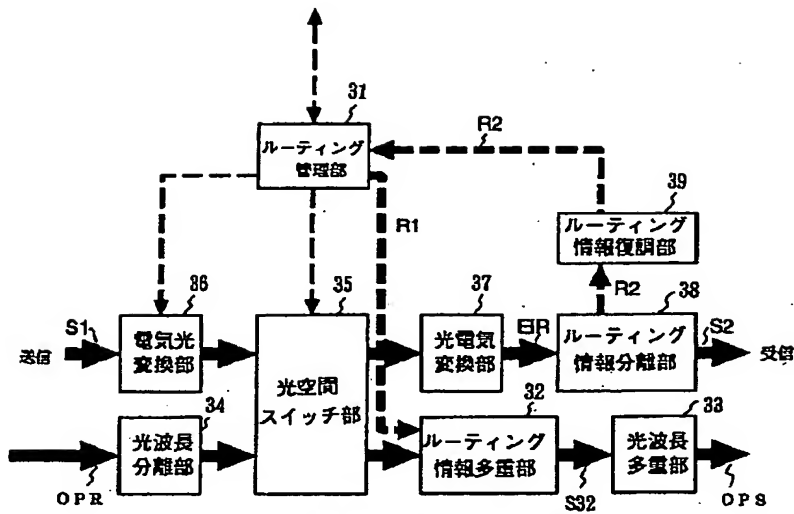 31
ルーティング
管理部
R2
39
ルーティング
情報復調部
R1
R2
36
35
37
38
送信
S1
電気光
変換部
光空間
スイッチ部
光電気
変換部
EIR
ルーティング
情報分離部
S2
受信
34
32
33
光波長
分離部
ルーティング
情報多重部
光波長
多重部
OPR
S32
OPS